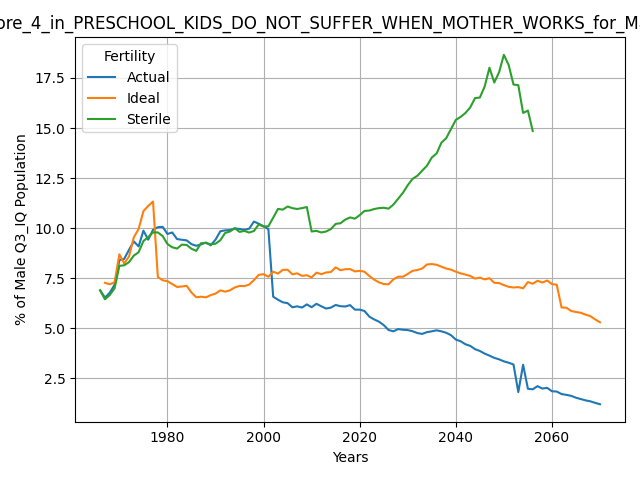 ore_4_in_PRESCHOOL_KIDS_DO_NOT_SUFFER_WHEN_MOTHER_WORKS_for_Ma
Fertility
Actual
Ideal
Sterile
17.5
15.0
12.5
10.0
7.5
5.0
2.5
% of Male Q3_IQ Population
1980
2000
2020
2040
2060
Years